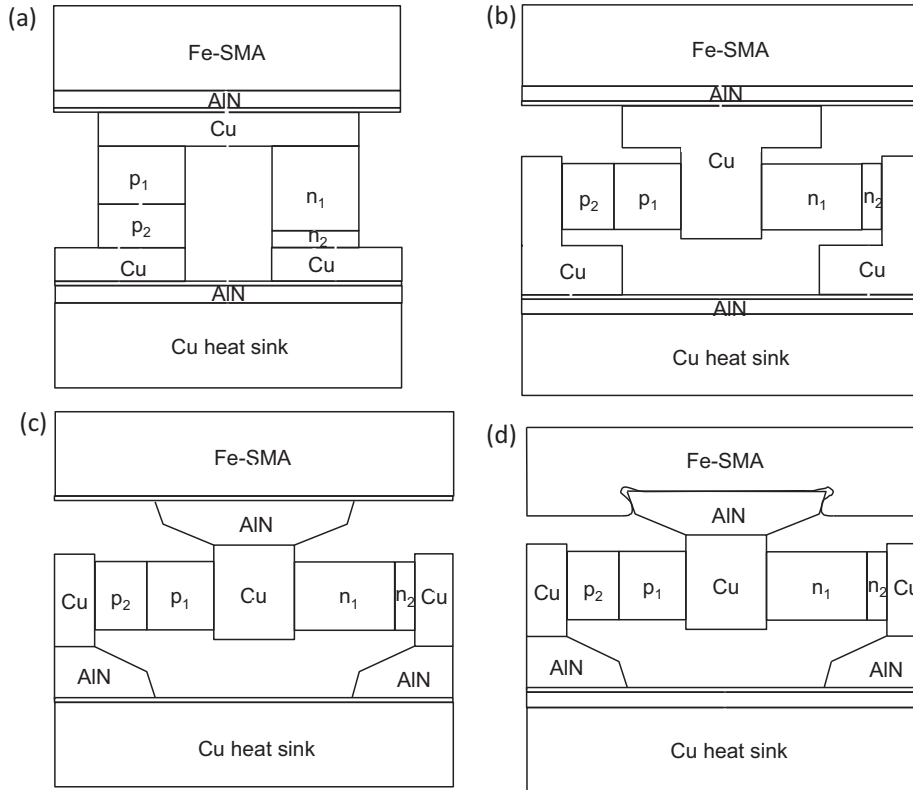 (a)
Fe-SMA
AlN
Cu
p₁
n₁
p₂
n₂
Cu
Cu
AlN
Cu heat sink
(b)
Fe-SMA
AlN
Cu
p₂
p₁
n₁
n₂
Cu
Cu
AlN
Cu heat sink
(c)
Fe-SMA
AlN
Cu
p₂
p₁
Cu
n₁
n₂
Cu
AlN
AlN
Cu heat sink
(d)
Fe-SMA
AlN
Cu
p₂
p₁
Cu
n₁
n₂
Cu
AlN
AlN
Cu heat sink